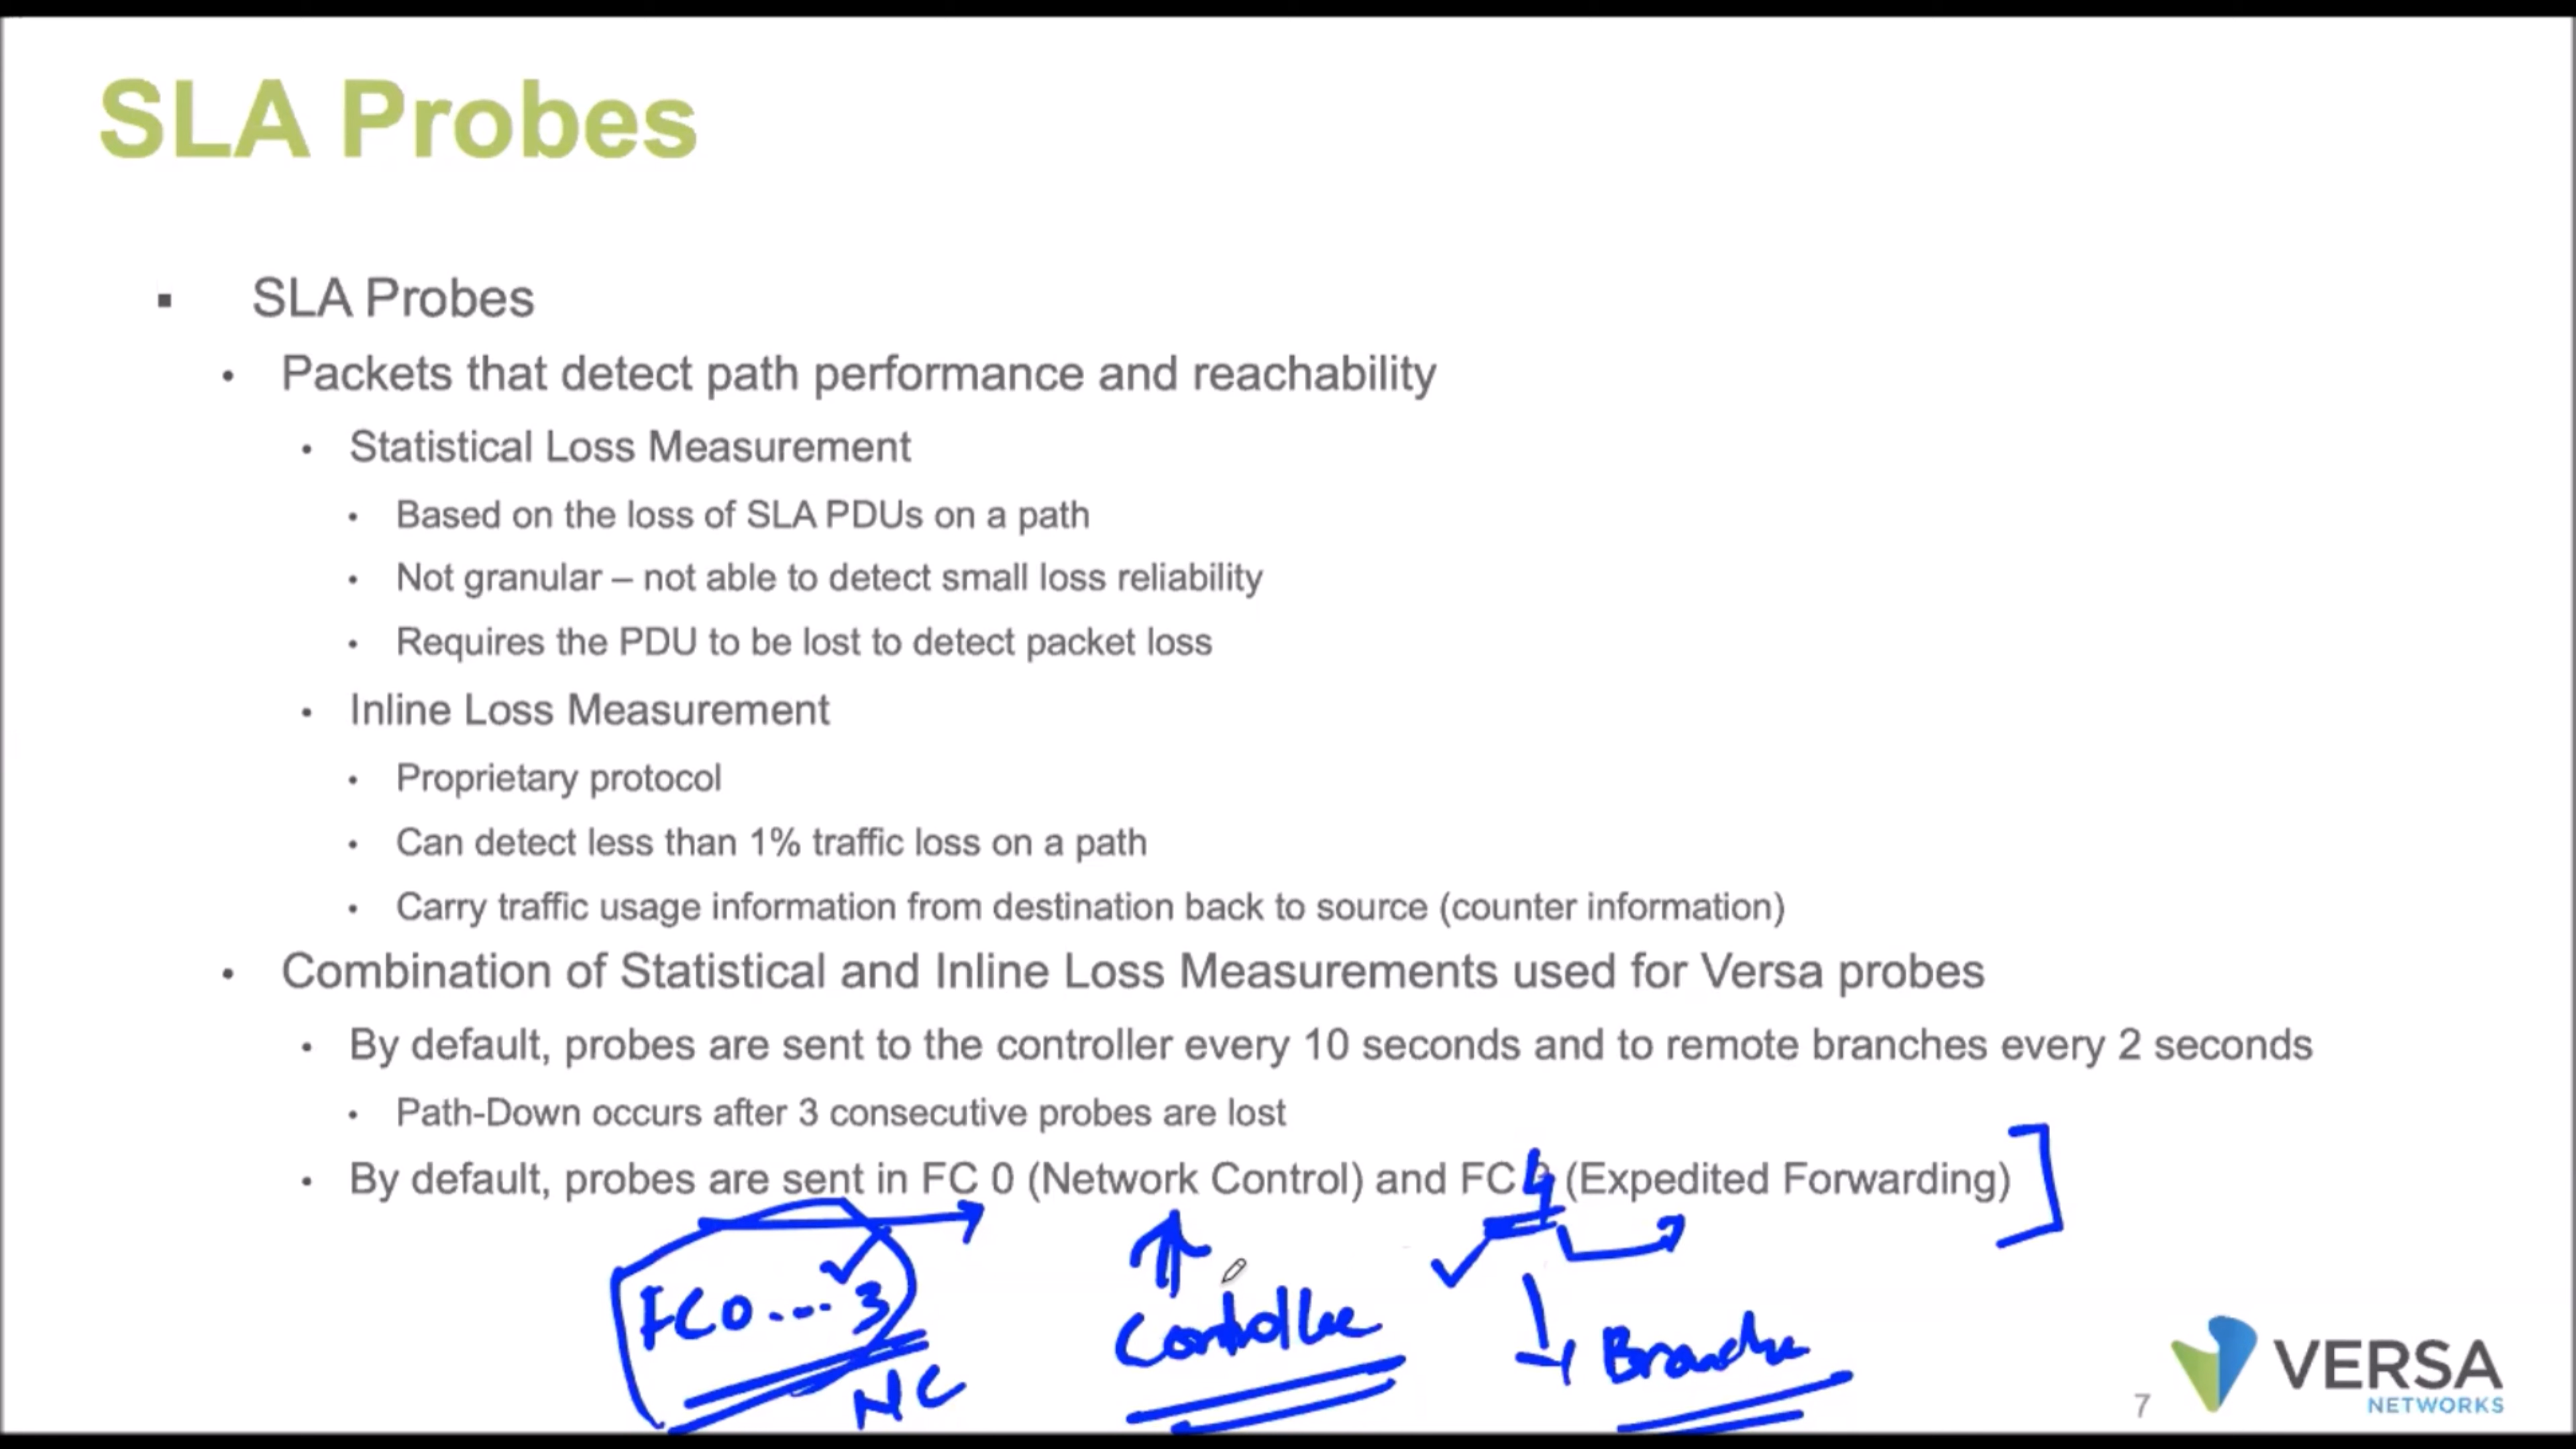 SLA Probes
▪ SLA Probes
• Packets that detect path performance and reachability
• Statistical Loss Measurement
• Based on the loss of SLA PDUs on a path
• Not granular – not able to detect small loss reliability
• Requires the PDU to be lost to detect packet loss
• Inline Loss Measurement
• Proprietary protocol
• Can detect less than 1% traffic loss on a path
• Carry traffic usage information from destination back to source (counter information)
• Combination of Statistical and Inline Loss Measurements used for Versa probes
• By default, probes are sent to the controller every 10 seconds and to remote branches every 2 seconds
• Path-Down occurs after 3 consecutive probes are lost
• By default, probes are sent in FC 0 (Network Control) and FC 4 (Expedited Forwarding)
FC0 ... 3
NC
7
VERSA
NETWORKS